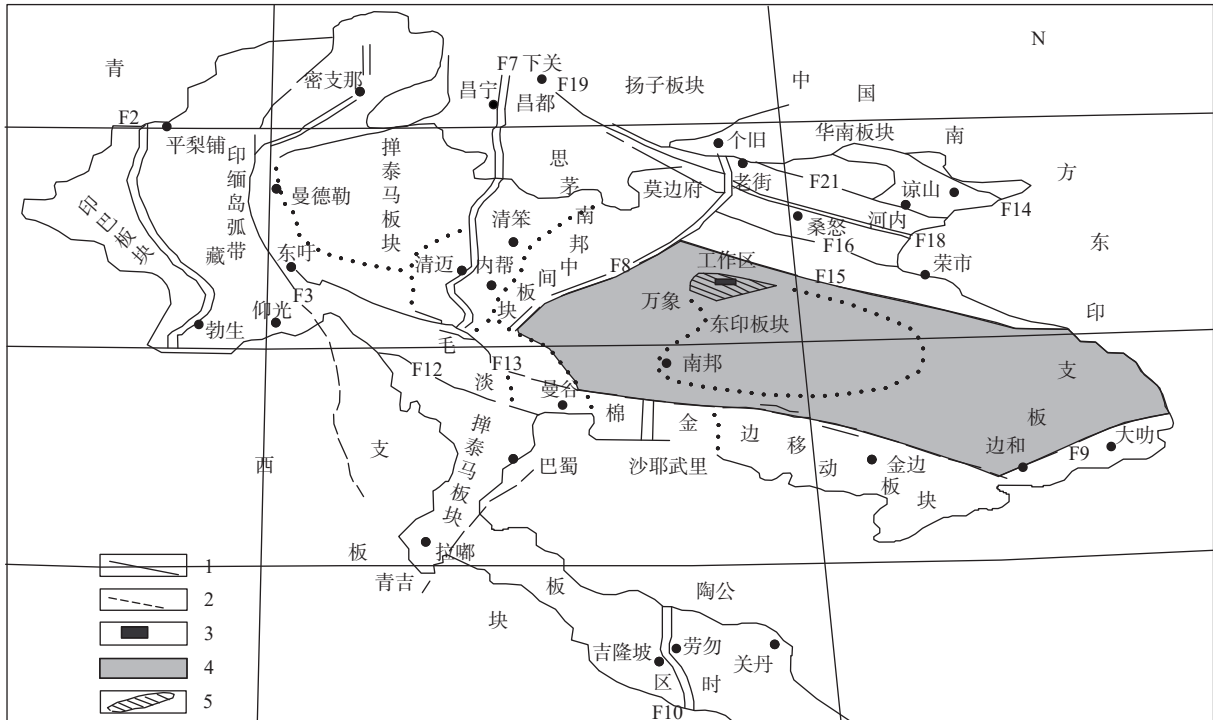 N
青
密支那
F7
下关
F19
昌宁
昌都
扬子板块
中
国
F2
平梨铺
印缅岛弧带
掸泰马板块
思茅
个旧
华南板块
南
方
东
印
支
板
老街
F21
谅山
F14
莫边府
曼德勒
印巴板块
藏
清笨
南邦
中间板块
桑怒
河内
F18
F16
荣市
东吁
清迈
内帮
F8
工作区
F15
F3
仰光
勃生
万象
东印板块
毛淡棉
F13
F12
南邦
曼谷
金边移动板块
边和
F9
大叻
西
支
掸泰马板块
巴蜀
沙耶武里
金边
板
拉嘟
青吉
块
板
陶公
吉隆坡
劳勿
关丹
区
时
F10
1
2
3
4
5